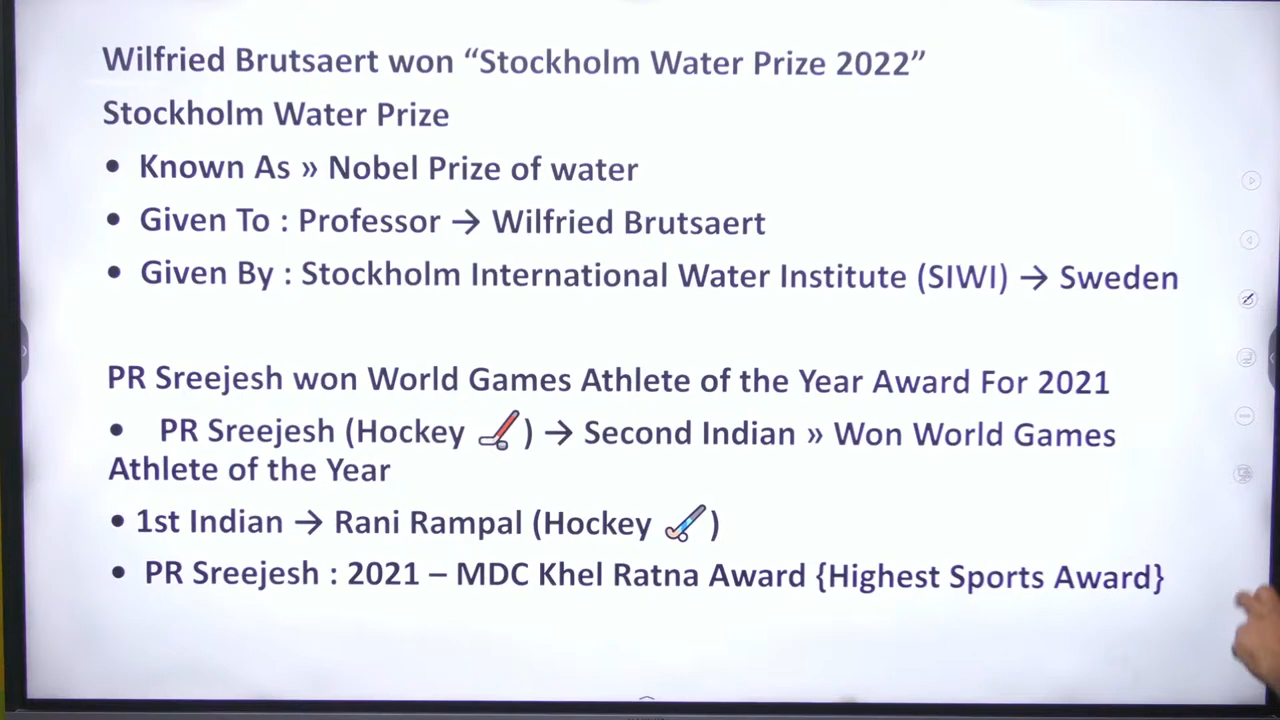 Wilfried Brutsaert won “Stockholm Water Prize 2022”
Stockholm Water Prize
• Known As » Nobel Prize of water
• Given To : Professor → Wilfried Brutsaert
• Given By : Stockholm International Water Institute (SIWI) → Sweden
PR Sreejesh won World Games Athlete of the Year Award For 2021
• PR Sreejesh (Hockey 🏑) → Second Indian » Won World Games
Athlete of the Year
• 1st Indian → Rani Rampal (Hockey 🏑)
• PR Sreejesh : 2021 – MDC Khel Ratna Award {Highest Sports Award}